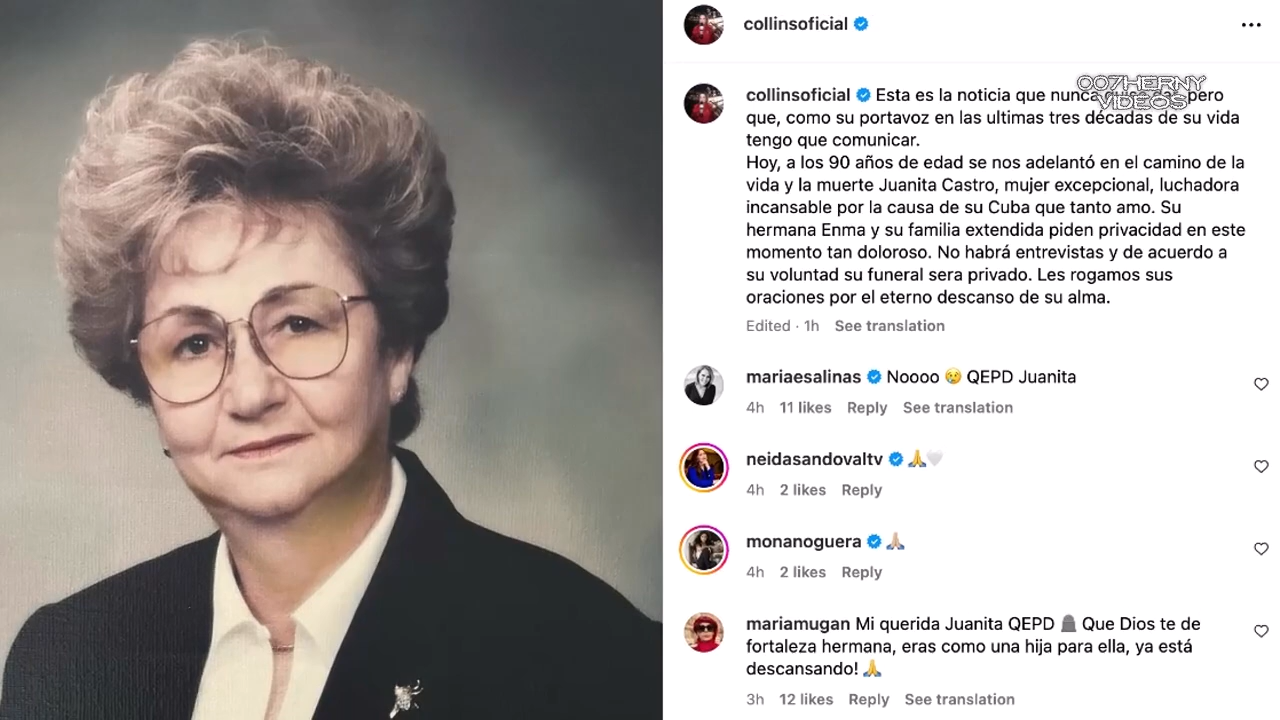 collinsoficial
007HERNY
VIDEOS
collinsoficial Esta es la noticia que nunca pero
que, como su portavoz en las ultimas tres décadas de su vida
tengo que comunicar.
Hoy, a los 90 años de edad se nos adelantó en el camino de la
vida y la muerte Juanita Castro, mujer excepcional, luchadora
incansable por la causa de su Cuba que tanto amo. Su
hermana Enma y su familia extendida piden privacidad en este
momento tan doloroso. No habrá entrevistas y de acuerdo a
su voluntad su funeral sera privado. Les rogamos sus
oraciones por el eterno descanso de su alma.
Edited · 1h See translation
mariaesalinas Noooo 😢 QEPD Juanita
4h 11 likes Reply See translation
neidasandovaltv 🙏🤍
4h 2 likes Reply
monanoguera 🙏🏼
4h 2 likes Reply
mariamugan Mi querida Juanita QEPD 🪦 Que Dios te de
fortaleza hermana, eras como una hija para ella, ya está
descansando! 🙏
3h 12 likes Reply See translation